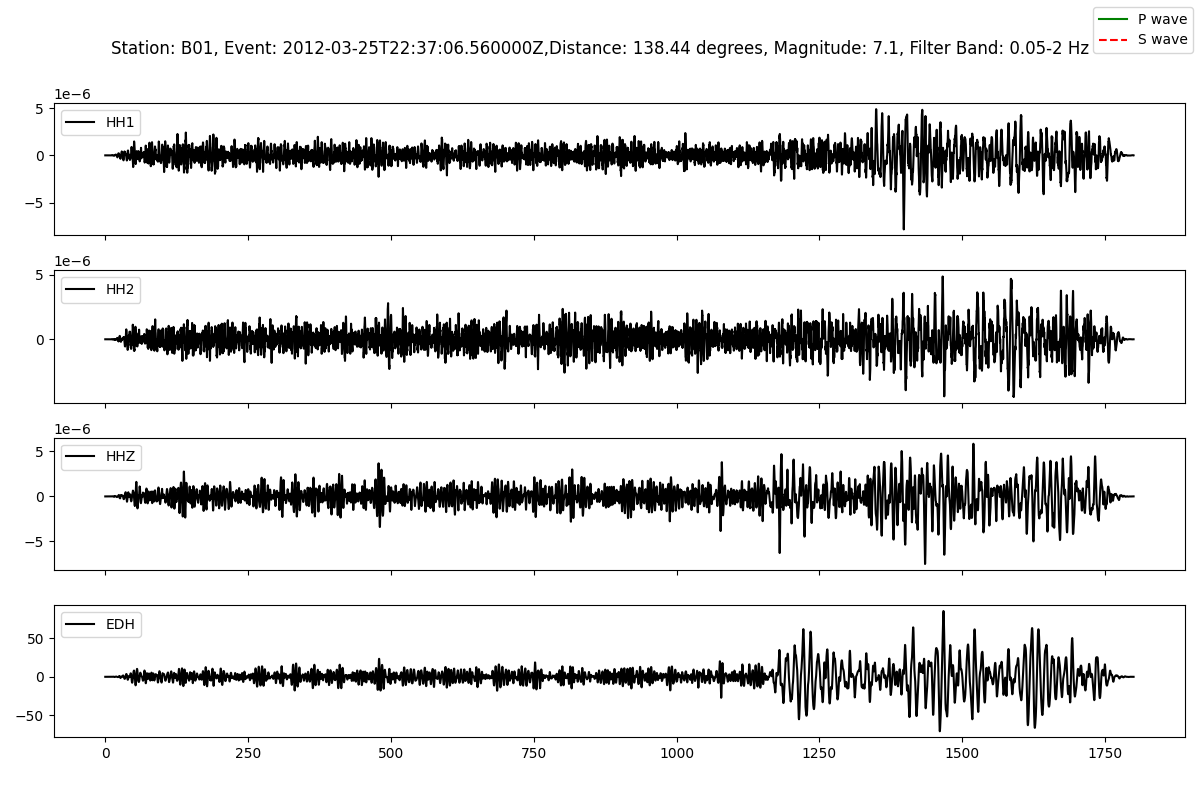 P wave
S wave
Station: B01, Event: 2012-03-25T22:37:06.560000Z,Distance: 138.44 degrees, Magnitude: 7.1, Filter Band: 0.05-2 Hz
1e−6
HH1
5
0
−5
1e−6
HH2
5
0
1e−6
HHZ
5
0
−5
EDH
50
0
−50
0 250 500 750 1000 1250 1500 1750